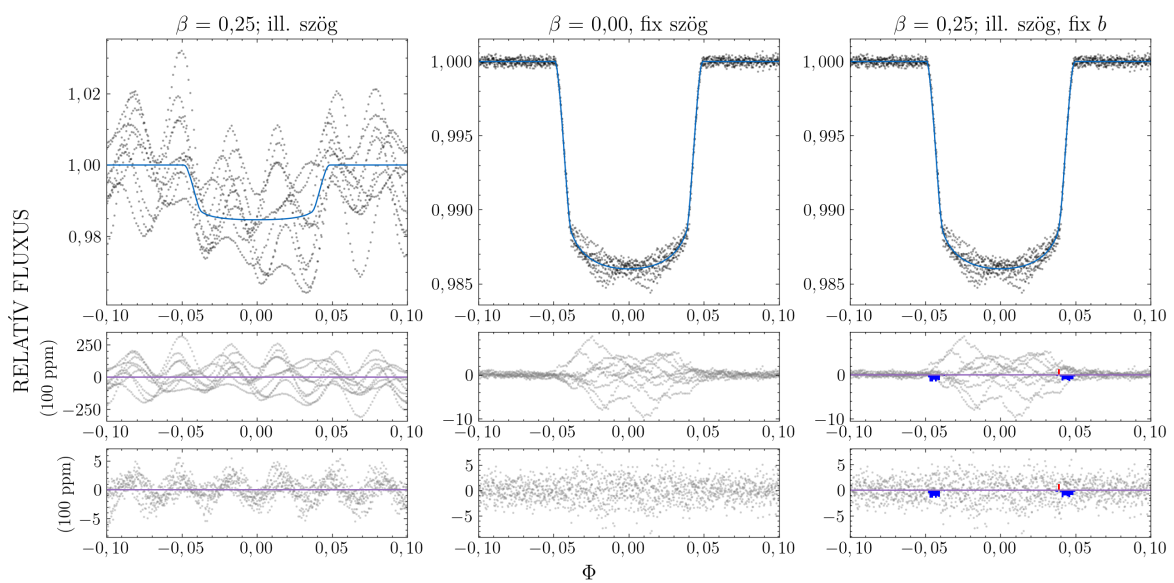 β = 0,25; ill. szög
β = 0,00, fix szög
β = 0,25; ill. szög, fix b
1,02
1,00
0,98
−0,10 −0,05 0,00 0,05 0,10
1,000
0,995
0,990
0,985
−0,10 −0,05 0,00 0,05 0,10
1,000
0,995
0,990
0,985
−0,10 −0,05 0,00 0,05 0,10
RELATÍV FLUXUS
(100 ppm)
250
0
−250
−0,10 −0,05 0,00 0,05 0,10
0
−10
−0,10 −0,05 0,00 0,05 0,10
0
−10
−0,10 −0,05 0,00 0,05 0,10
(100 ppm)
5
0
−5
−0,10 −0,05 0,00 0,05 0,10
5
0
−5
−0,10 −0,05 0,00 0,05 0,10
5
0
−5
−0,10 −0,05 0,00 0,05 0,10
Φ